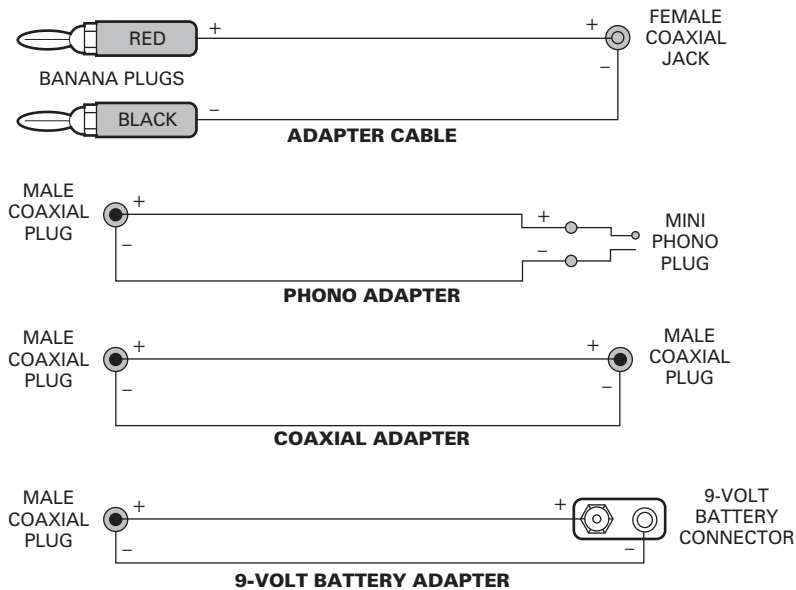 RED
+
+
FEMALE
COAXIAL
JACK
BANANA PLUGS
–
BLACK
–
ADAPTER CABLE
MALE
COAXIAL
PLUG
+
–
+
–
MINI
PHONO
PLUG
PHONO ADAPTER
MALE
COAXIAL
PLUG
+
–
+
–
MALE
COAXIAL
PLUG
COAXIAL ADAPTER
MALE
COAXIAL
PLUG
+
–
+
–
9-VOLT
BATTERY
CONNECTOR
9-VOLT BATTERY ADAPTER